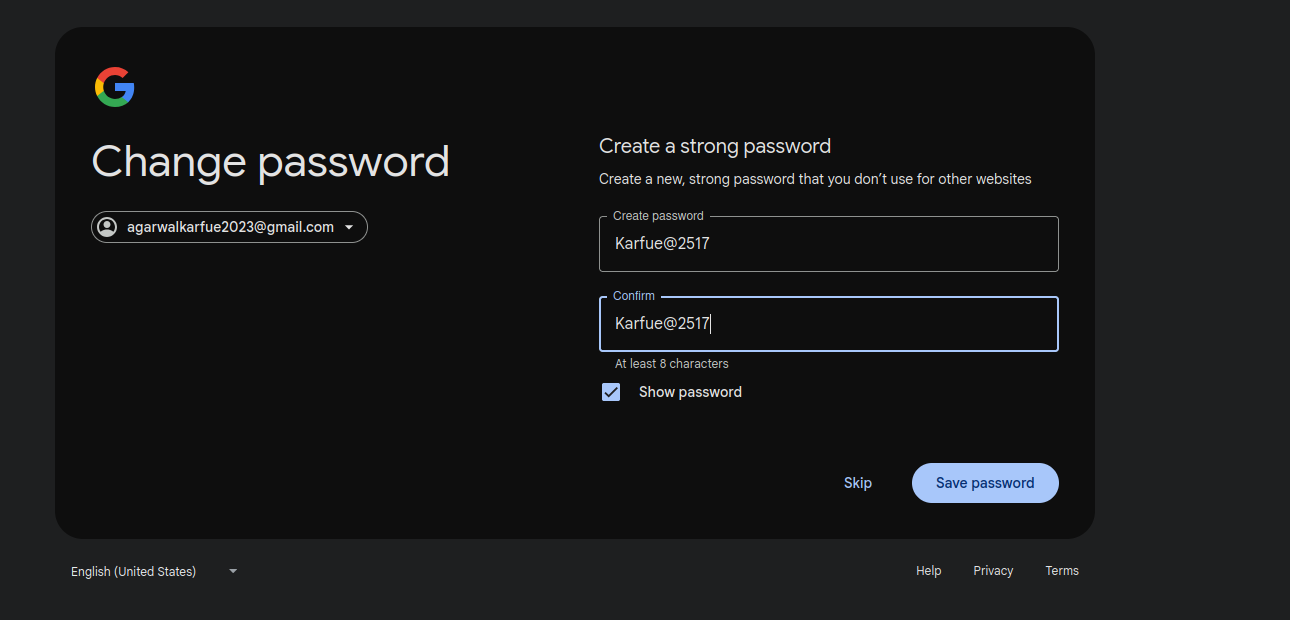 Change password
agarwalkarfue2023@gmail.com
Create a strong password
Create a new, strong password that you don’t use for other websites
Create password
Karfue@2517
Confirm
Karfue@2517
At least 8 characters
Show password
Skip
Save password
English (United States)
Help
Privacy
Terms